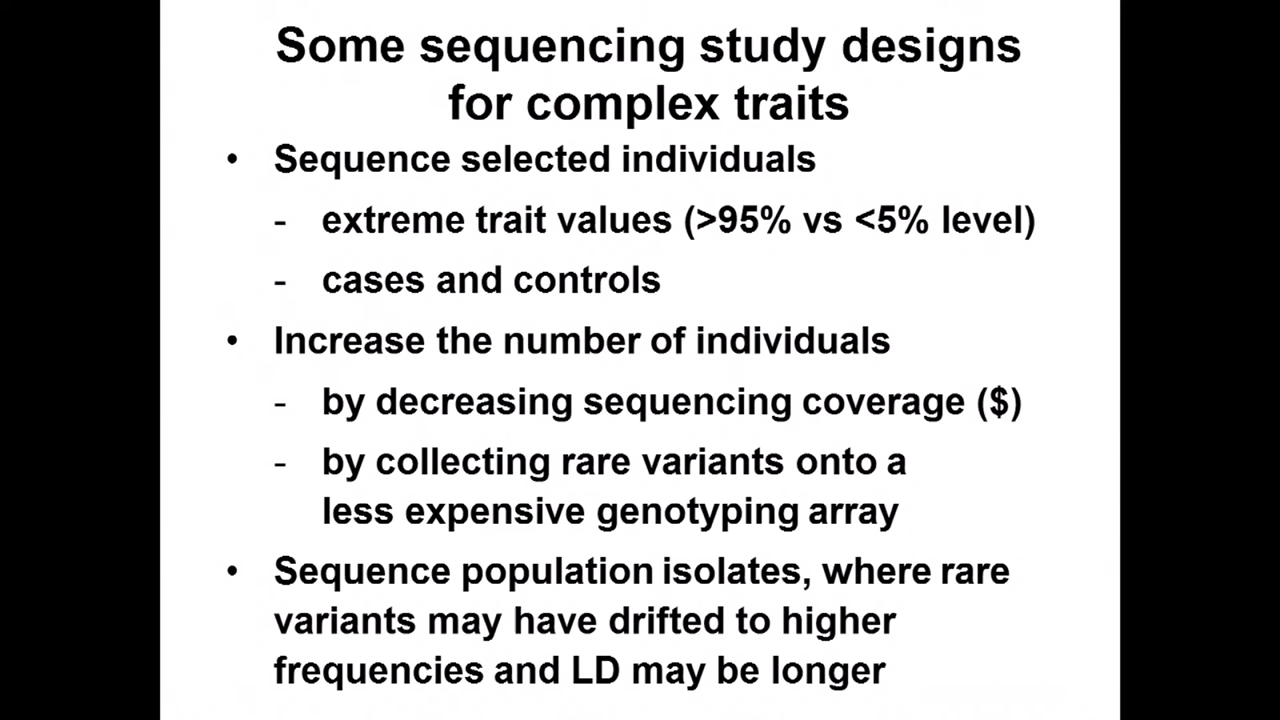 Some sequencing study designs
for complex traits
• Sequence selected individuals
- extreme trait values (>95% vs <5% level)
- cases and controls
• Increase the number of individuals
- by decreasing sequencing coverage ($)
- by collecting rare variants onto a
less expensive genotyping array
• Sequence population isolates, where rare
variants may have drifted to higher
frequencies and LD may be longer